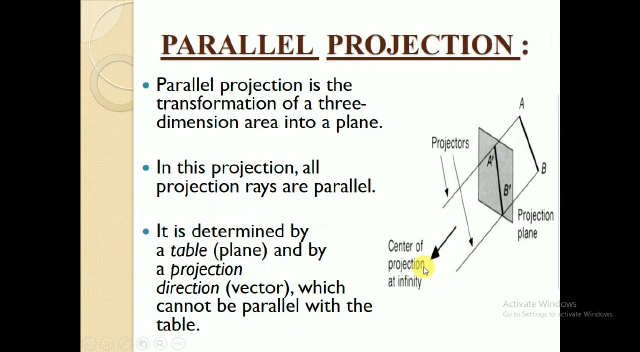 PARALLEL PROJECTION :
Parallel projection is the
transformation of a three-
dimension area into a plane.
In this projection, all
projection rays are parallel.
It is determined by
a table (plane) and by
a projection
direction (vector), which
cannot be parallel with the
table.
A
Projectors
A'
B
B'
Projection
plane
Center of
projection
at infinity
Activate Windows
Go to Settings to activate Windows.